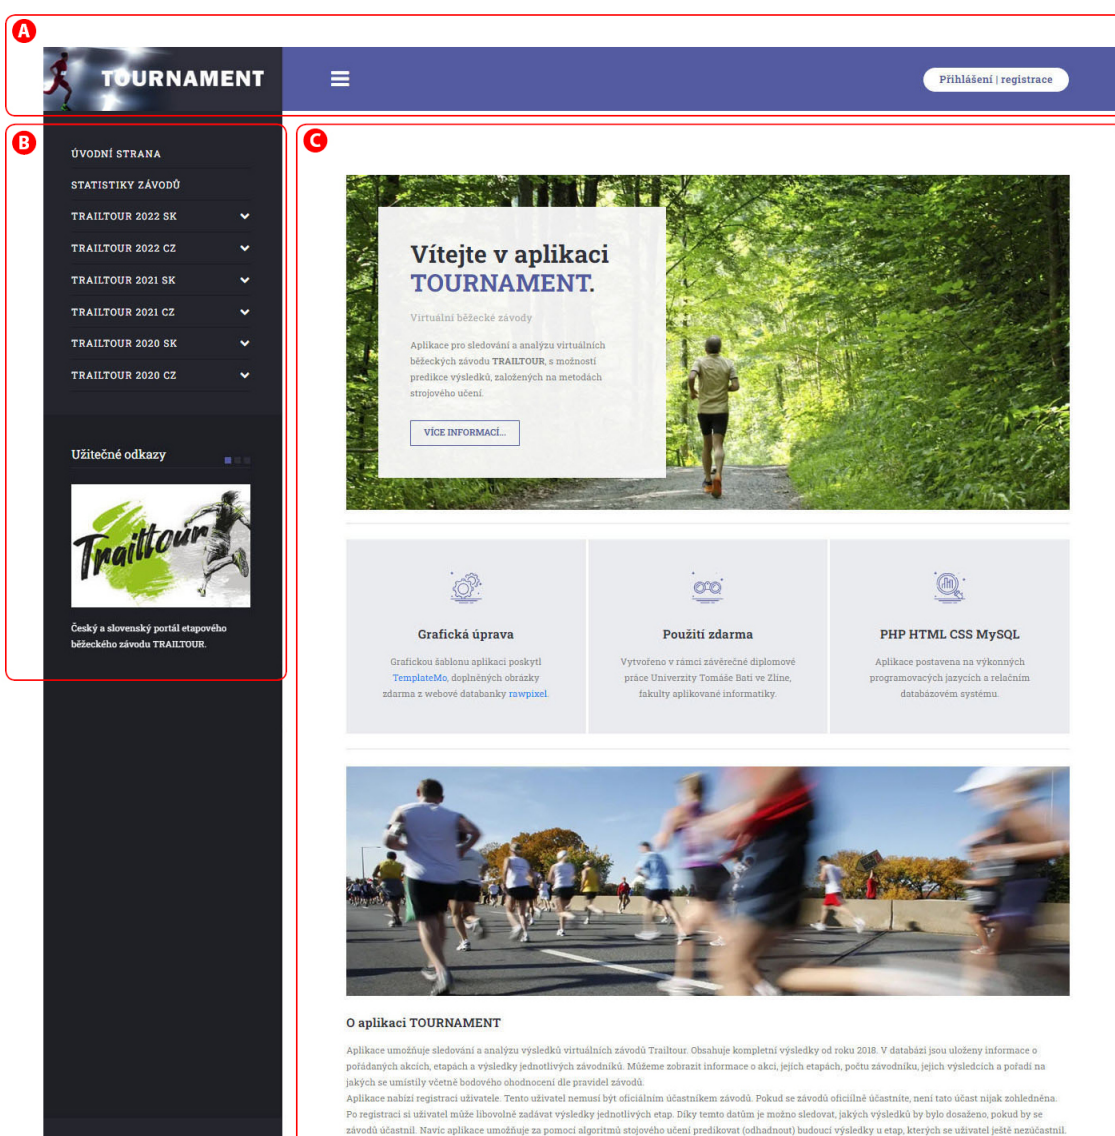 A
TOURNAMENT
Přihlášení | registrace
B
ÚVODNÍ STRANA
STATISTIKY ZÁVODŮ
TRAILTOUR 2022 SK
TRAILTOUR 2022 CZ
TRAILTOUR 2021 SK
TRAILTOUR 2021 CZ
TRAILTOUR 2020 SK
TRAILTOUR 2020 CZ
Užitečné odkazy
Trailtour
Český a slovenský portál etapového
běžeckého závodu TRAILTOUR.
C
Vítejte v aplikaci
TOURNAMENT.
Virtuální běžecké závody
Aplikace pro sledování a analýzu virtuálních
běžeckých závodu TRAILTOUR, s možností
predikce výsledků, založených na metodách
strojového učení.
VÍCE INFORMACÍ...
Grafická úprava
Grafickou šablonu aplikaci poskytl
TemplateMo, doplněných obrázky
zdarma z webové databanky rawpixel.
Použití zdarma
Vytvořeno v rámci závěrečné diplomové
práce Univerzity Tomáše Bati ve Zlíně,
fakulty aplikované informatiky.
PHP HTML CSS MySQL
Aplikace postavena na výkonných
programovacých jazycích a relačním
databázovém systému.
O aplikaci TOURNAMENT
Aplikace umožňuje sledování a analýzu výsledků virtuálních závodů Trailtour. Obsahuje kompletní výsledky od roku 2018. V databázi jsou uloženy informace o
pořádaných akcích, etapách a výsledky jednotlivých závodníků. Můžeme zobrazit informace o akci, jejích etapách, počtu závodníku, jejich výsledcích a pořadí na
jakých se umístily včetně bodového ohodnocení dle pravidel závodů.
Aplikace nabízí registraci uživatele. Tento uživatel nemusí být oficiálním účastníkem závodů. Pokud se závodů oficiílně účastníte, není tato účast nijak zohledněna.
Po registraci si uživatel může libovolně zadávat výsledky jednotlivých etap. Díky temto datům je možno sledovat, jakých výsledků by bylo dosaženo, pokud by se
závodů účastnil. Navíc aplikace umožňuje za pomoci algoritmů stojového učení predikovat (odhadnout) budoucí výsledky u etap, kterých se uživatel ještě nezúčastnil.